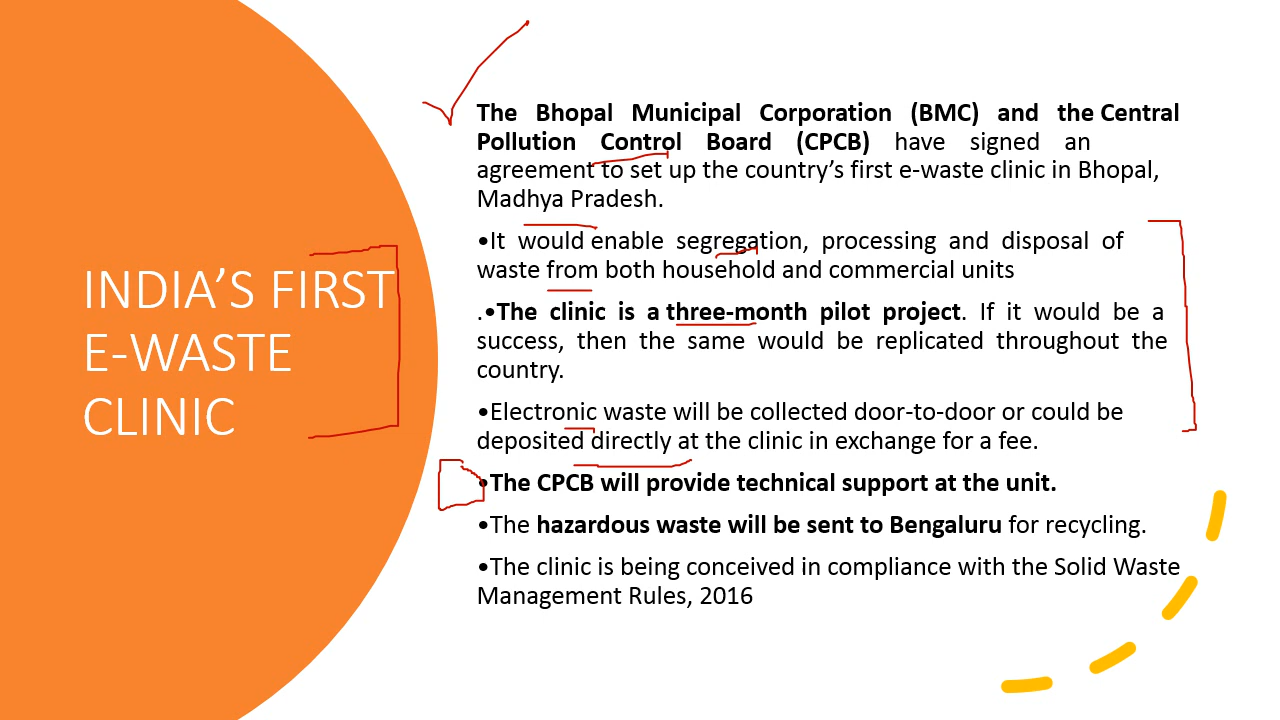 INDIA’S FIRST
E-WASTE
CLINIC
The Bhopal Municipal Corporation (BMC) and the Central
Pollution Control Board (CPCB) have signed an
agreement to set up the country’s first e-waste clinic in Bhopal,
Madhya Pradesh.
•It would enable segregation, processing and disposal of
waste from both household and commercial units
.•The clinic is a three-month pilot project. If it would be a
success, then the same would be replicated throughout the
country.
•Electronic waste will be collected door-to-door or could be
deposited directly at the clinic in exchange for a fee.
•The CPCB will provide technical support at the unit.
•The hazardous waste will be sent to Bengaluru for recycling.
•The clinic is being conceived in compliance with the Solid Waste
Management Rules, 2016